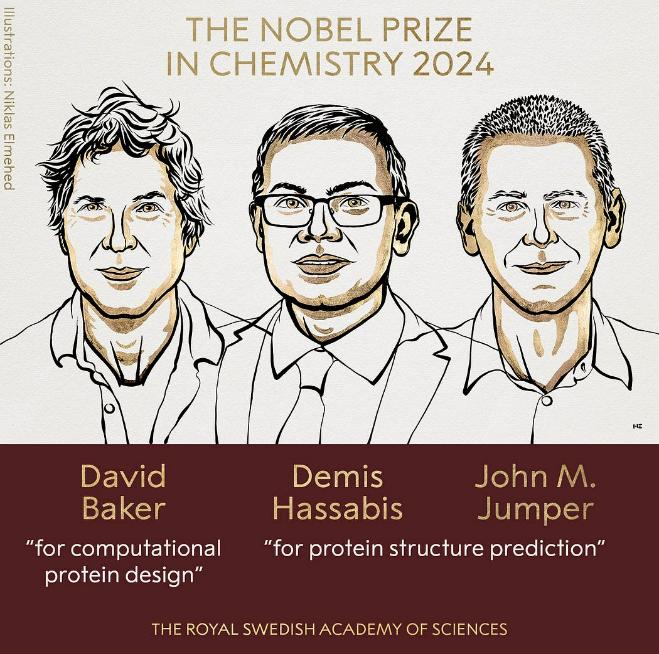 Illustrations: Niklas Elmehed
THE NOBEL PRIZE
IN CHEMISTRY 2024
David
Baker
"for computational
protein design"
Demis
Hassabis
John M.
Jumper
"for protein structure prediction"
THE ROYAL SWEDISH ACADEMY OF SCIENCES